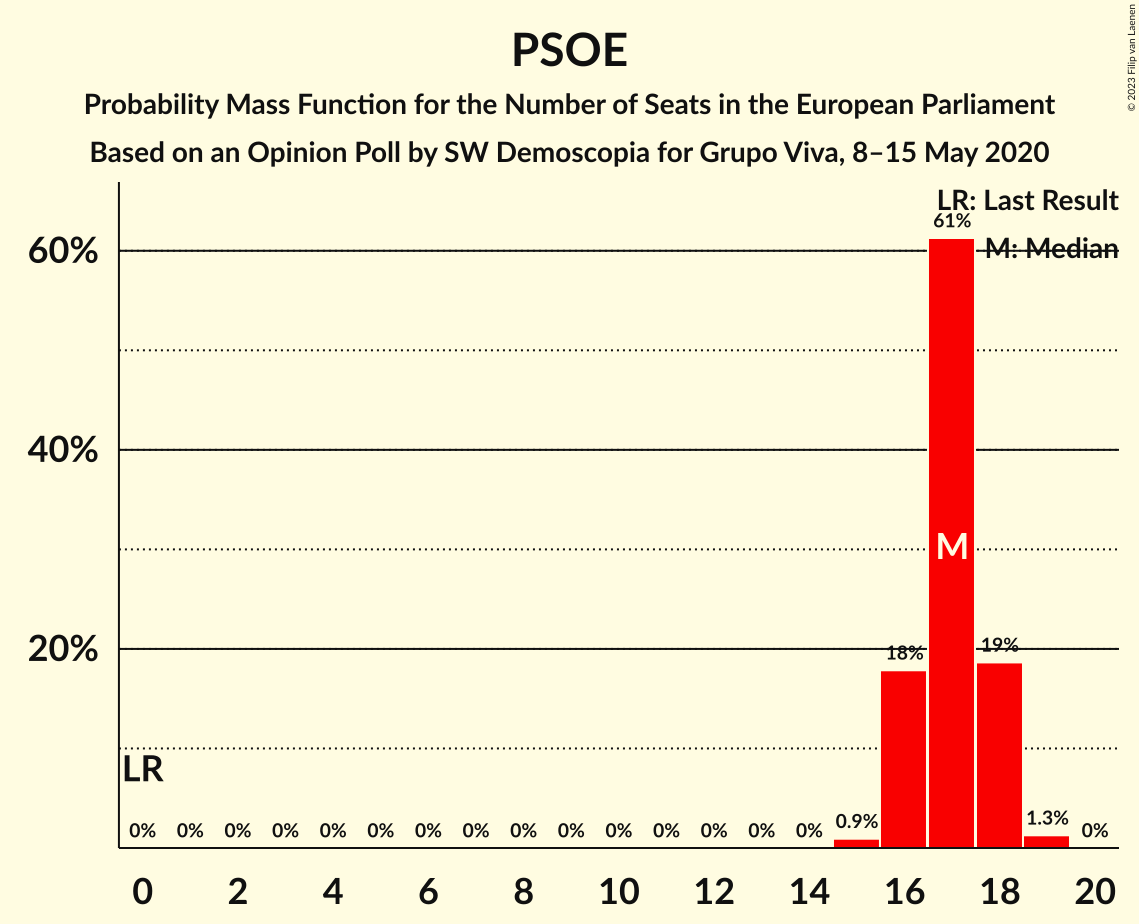 PSOE
Probability Mass Function for the Number of Seats in the European Parliament
Based on an Opinion Poll by SW Demoscopia for Grupo Viva, 8–15 May 2020
© 2023 Filip van Laenen
LR: Last Result
M: Median
61%
60%
40%
M
20%
18%
19%
LR
0% 0% 0% 0% 0% 0% 0% 0% 0% 0% 0% 0% 0% 0% 0% 0.9% 1.3% 0%
0 2 4 6 8 10 12 14 16 18 20